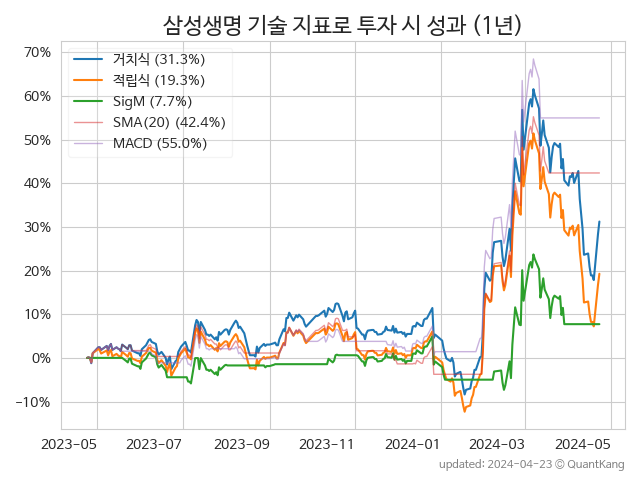 삼성생명 기술 지표로 투자 시 성과 (1년)
70%
60%
50%
40%
30%
20%
10%
0%
−10%
거치식 (31.3%)
적립식 (19.3%)
SigM (7.7%)
SMA(20) (42.4%)
MACD (55.0%)
2023-05
2023-07
2023-09
2023-11
2024-01
2024-03
2024-05
updated: 2024-04-23 © QuantKang